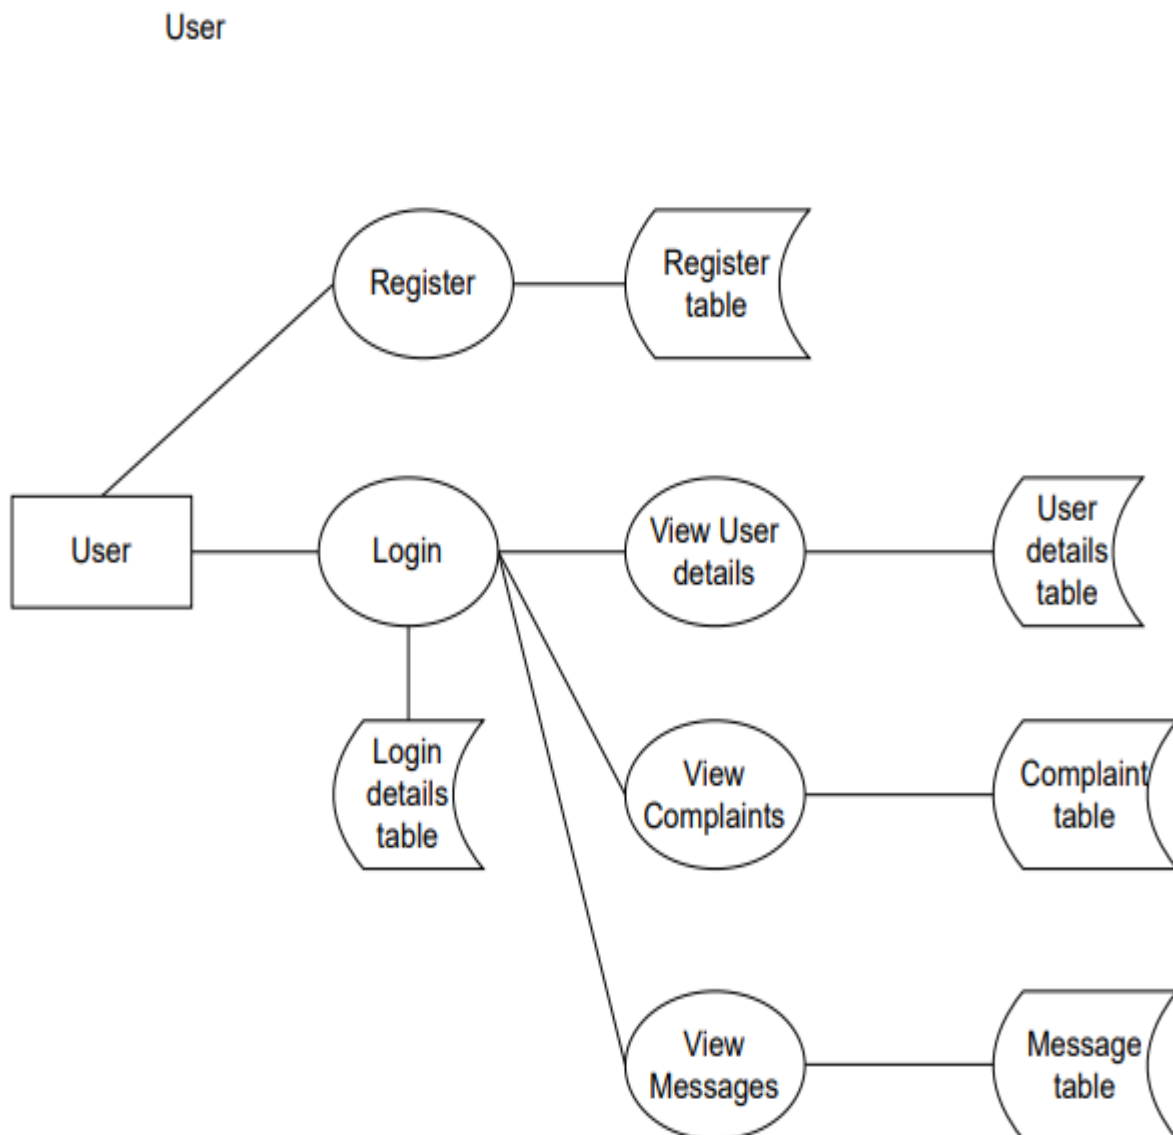 User
Register
Register
table
User
Login
View User
details
User
details
table
Login
details
table
View
Complaints
Complaint
table
View
Messages
Message
table